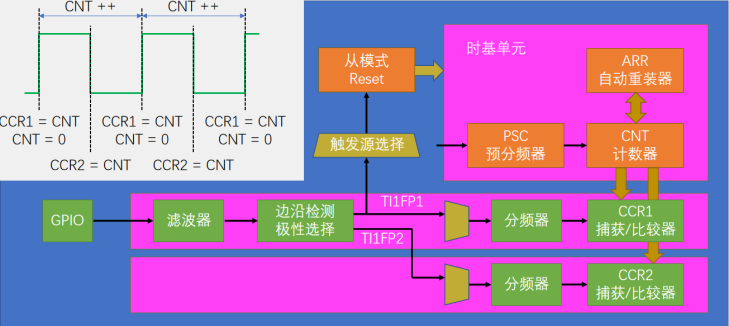 CNT ++
CNT ++
CCR1 = CNT
CNT = 0
CCR1 = CNT
CNT = 0
CCR1 = CNT
CNT = 0
CCR2 = CNT
CCR2 = CNT
从模式
Reset
时基单元
ARR
自动重装器
触发源选择
PSC
预分频器
CNT
计数器
GPIO
滤波器
边沿检测
极性选择
TI1FP1
TI1FP2
分频器
CCR1
捕获/比较器
分频器
CCR2
捕获/比较器